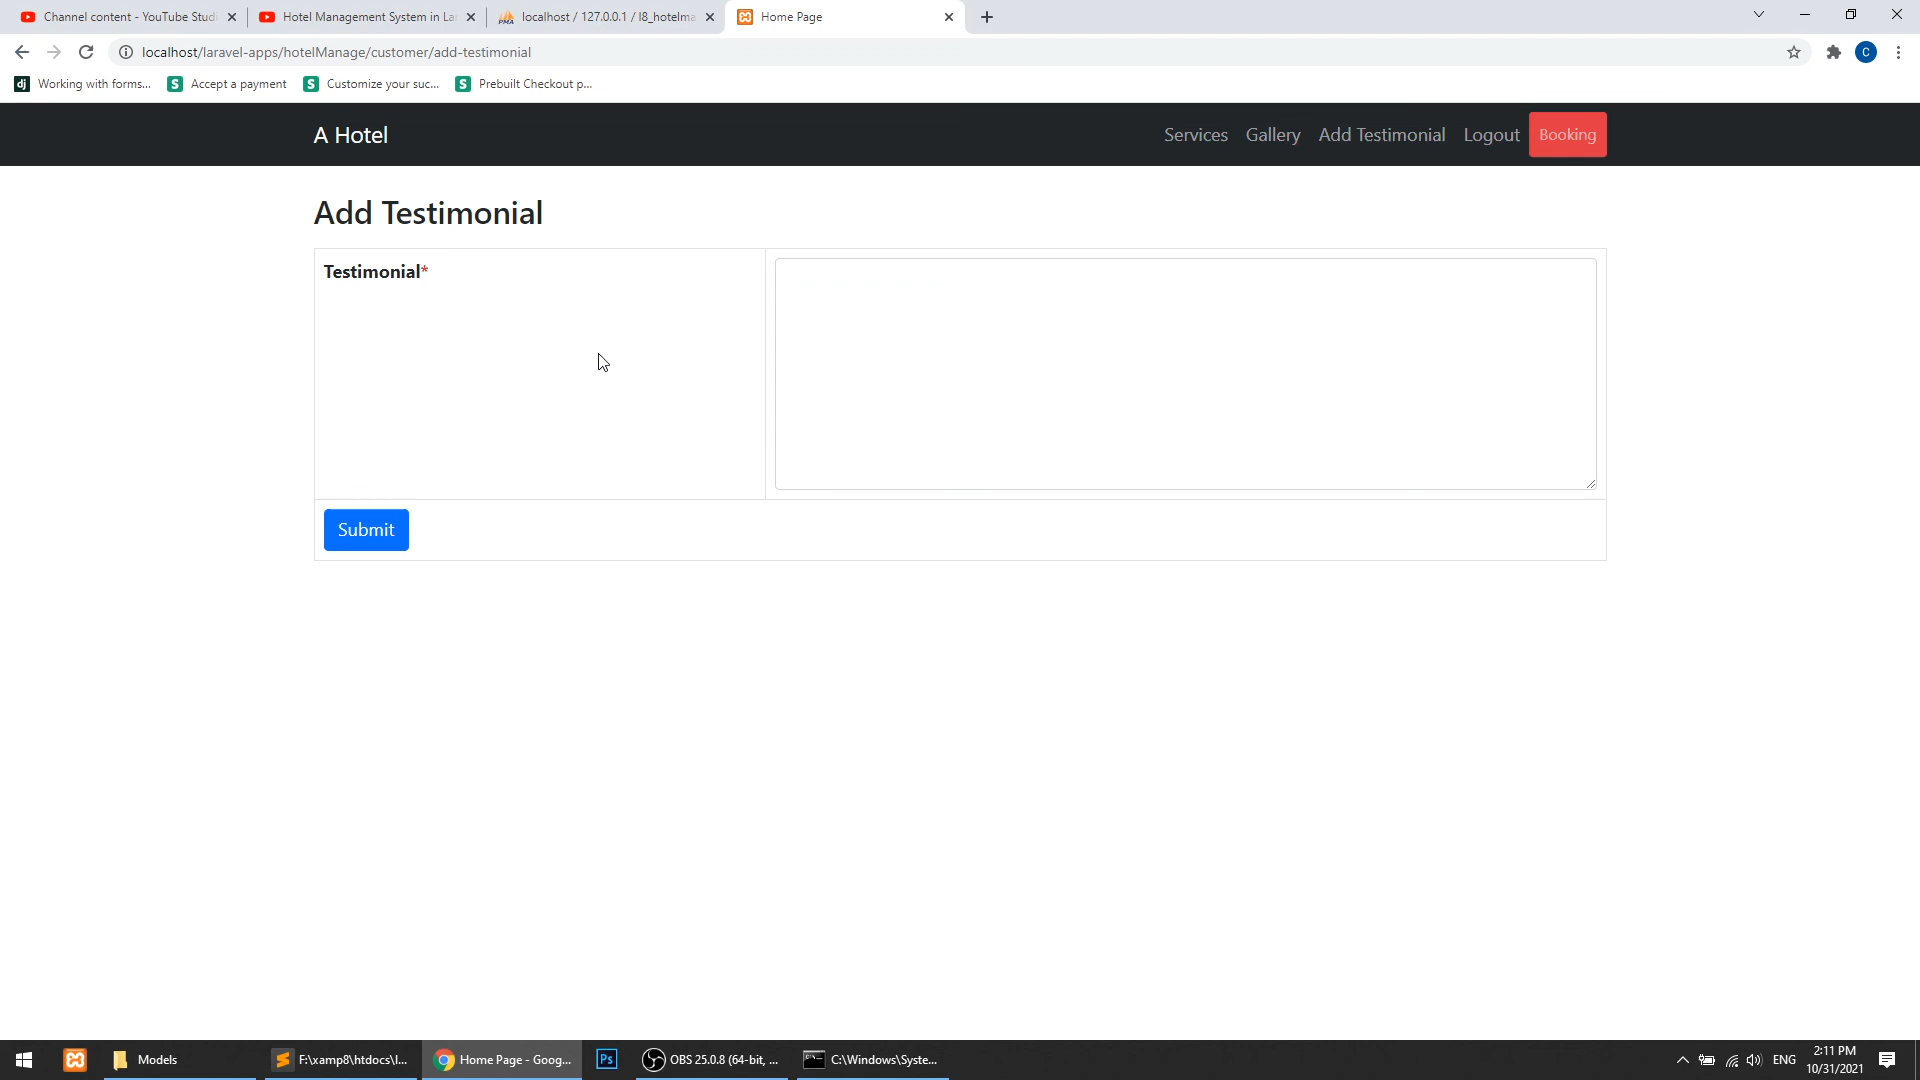 Channel content - YouTube Studi
Hotel Management System in La
localhost / 127.0.0.1 / l8_hotelma
Home Page
localhost/laravel-apps/hotelManage/customer/add-testimonial
C
dj Working with forms...
S Accept a payment
S Customize your suc...
S Prebuilt Checkout p...
A Hotel
Services Gallery Add Testimonial Logout Booking
Add Testimonial
Testimonial*
Submit
Models
F:\xamp8\htdocs\l...
Home Page - Goog...
Ps
OBS 25.0.8 (64-bit, ...
C:\Windows\Syste...
ENG
2:11 PM
10/31/2021